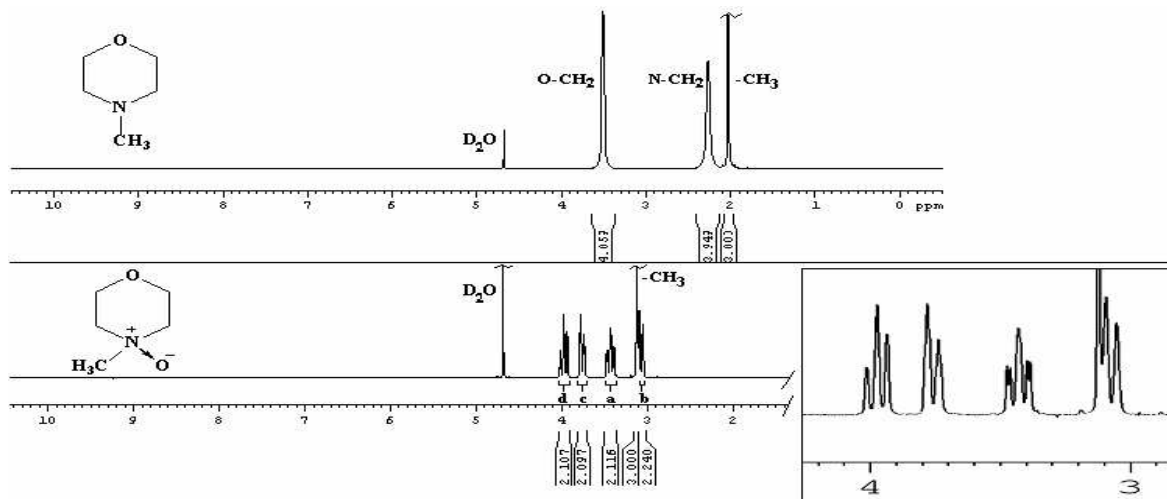 O
N
CH3
O-CH2
N-CH2
-CH3
D2O
10 9 8 7 6 5 4 3 2 1 0 ppm
4.057
3.947
3.003
O
+
N
H3C
O−
D2O
-CH3
d c a b
10 9 8 7 6 5 4 3 2
2.107
2.097
2.116
3.000
2.240
4 3